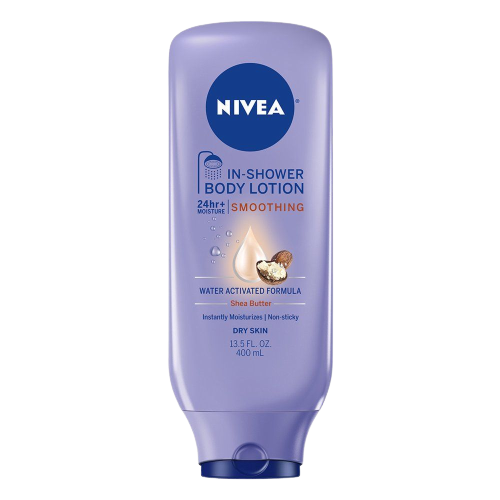 NIVEA®
IN-SHOWER
BODY LOTION
24hr+
MOISTURE
SMOOTHING
WATER ACTIVATED FORMULA
Shea Butter
Instantly Moisturizes | Non-sticky
DRY SKIN
13.5 FL. OZ.
400 mL